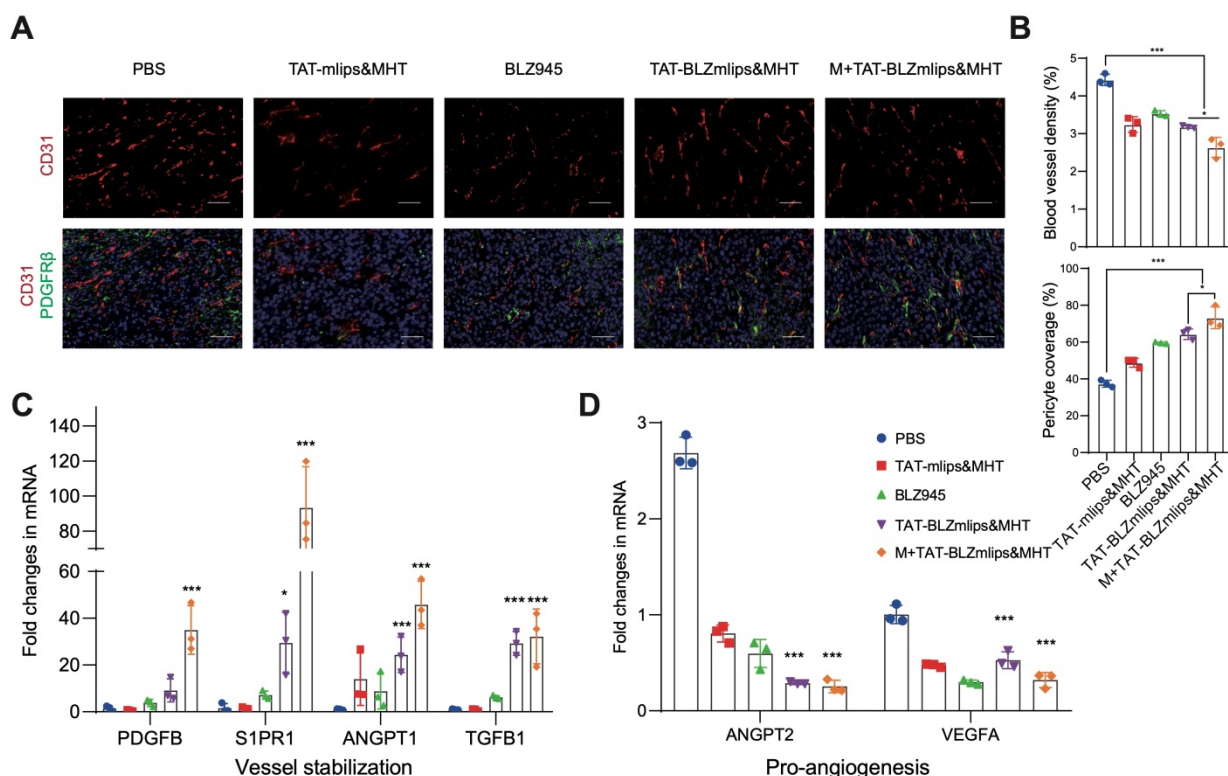 A
PBS
TAT-mlips&MHT
BLZ945
TAT-BLZmlips&MHT
M+TAT-BLZmlips&MHT
CD31
CD31
PDGFRβ
B
***
*
Blood vessel density (%)
5
4
3
2
1
0
***
*
Pericyte coverage (%)
100
80
60
40
20
0
PBS
TAT-mlips&MHT
BLZ945
TAT-BLZmlips&MHT
M+TAT-BLZmlips&MHT
C
Fold changes in mRNA
140
120
100
80
60
40
20
0
***
*
***
***
***
*** ***
PDGFB
S1PR1
ANGPT1
TGFB1
Vessel stabilization
D
Fold changes in mRNA
3
2
1
0
PBS
TAT-mlips&MHT
BLZ945
TAT-BLZmlips&MHT
M+TAT-BLZmlips&MHT
*** ***
***
***
ANGPT2
VEGFA
Pro-angiogenesis